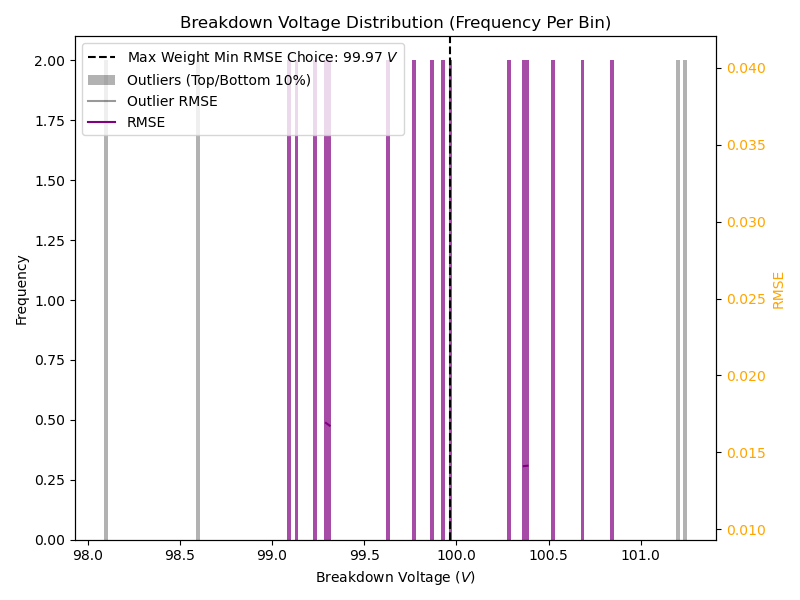 Breakdown Voltage Distribution (Frequency Per Bin)
Max Weight Min RMSE Choice: 99.97 V
Outliers (Top/Bottom 10%)
Outlier RMSE
RMSE
Frequency
2.00
1.75
1.50
1.25
1.00
0.75
0.50
0.25
0.00
0.040
0.035
0.030
0.025
0.020
0.015
0.010
RMSE
98.0 98.5 99.0 99.5 100.0 100.5 101.0
Breakdown Voltage (V)